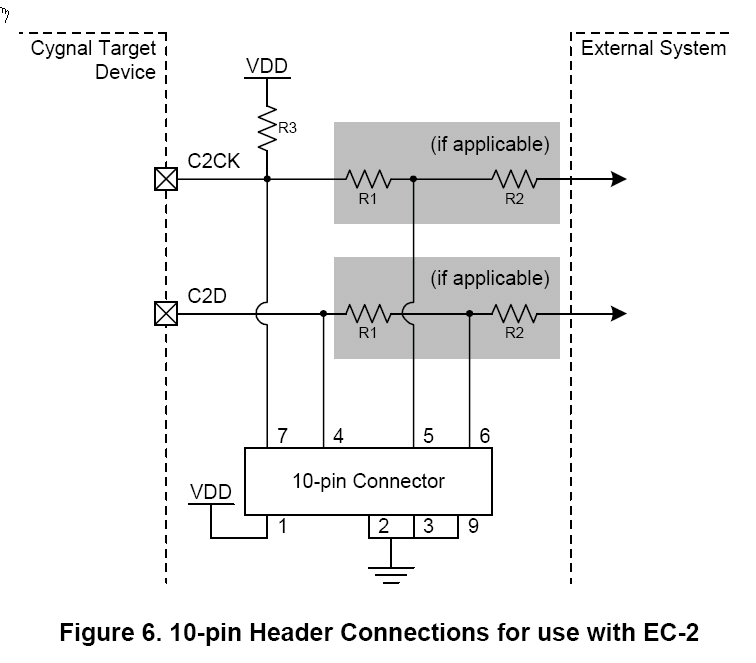 Cygnal Target
Device
External System
VDD
R3
(if applicable)
C2CK
R1
R2
(if applicable)
C2D
R1
R2
7
4
5
6
10-pin Connector
VDD
1
2
3
9
Figure 6. 10-pin Header Connections for use with EC-2